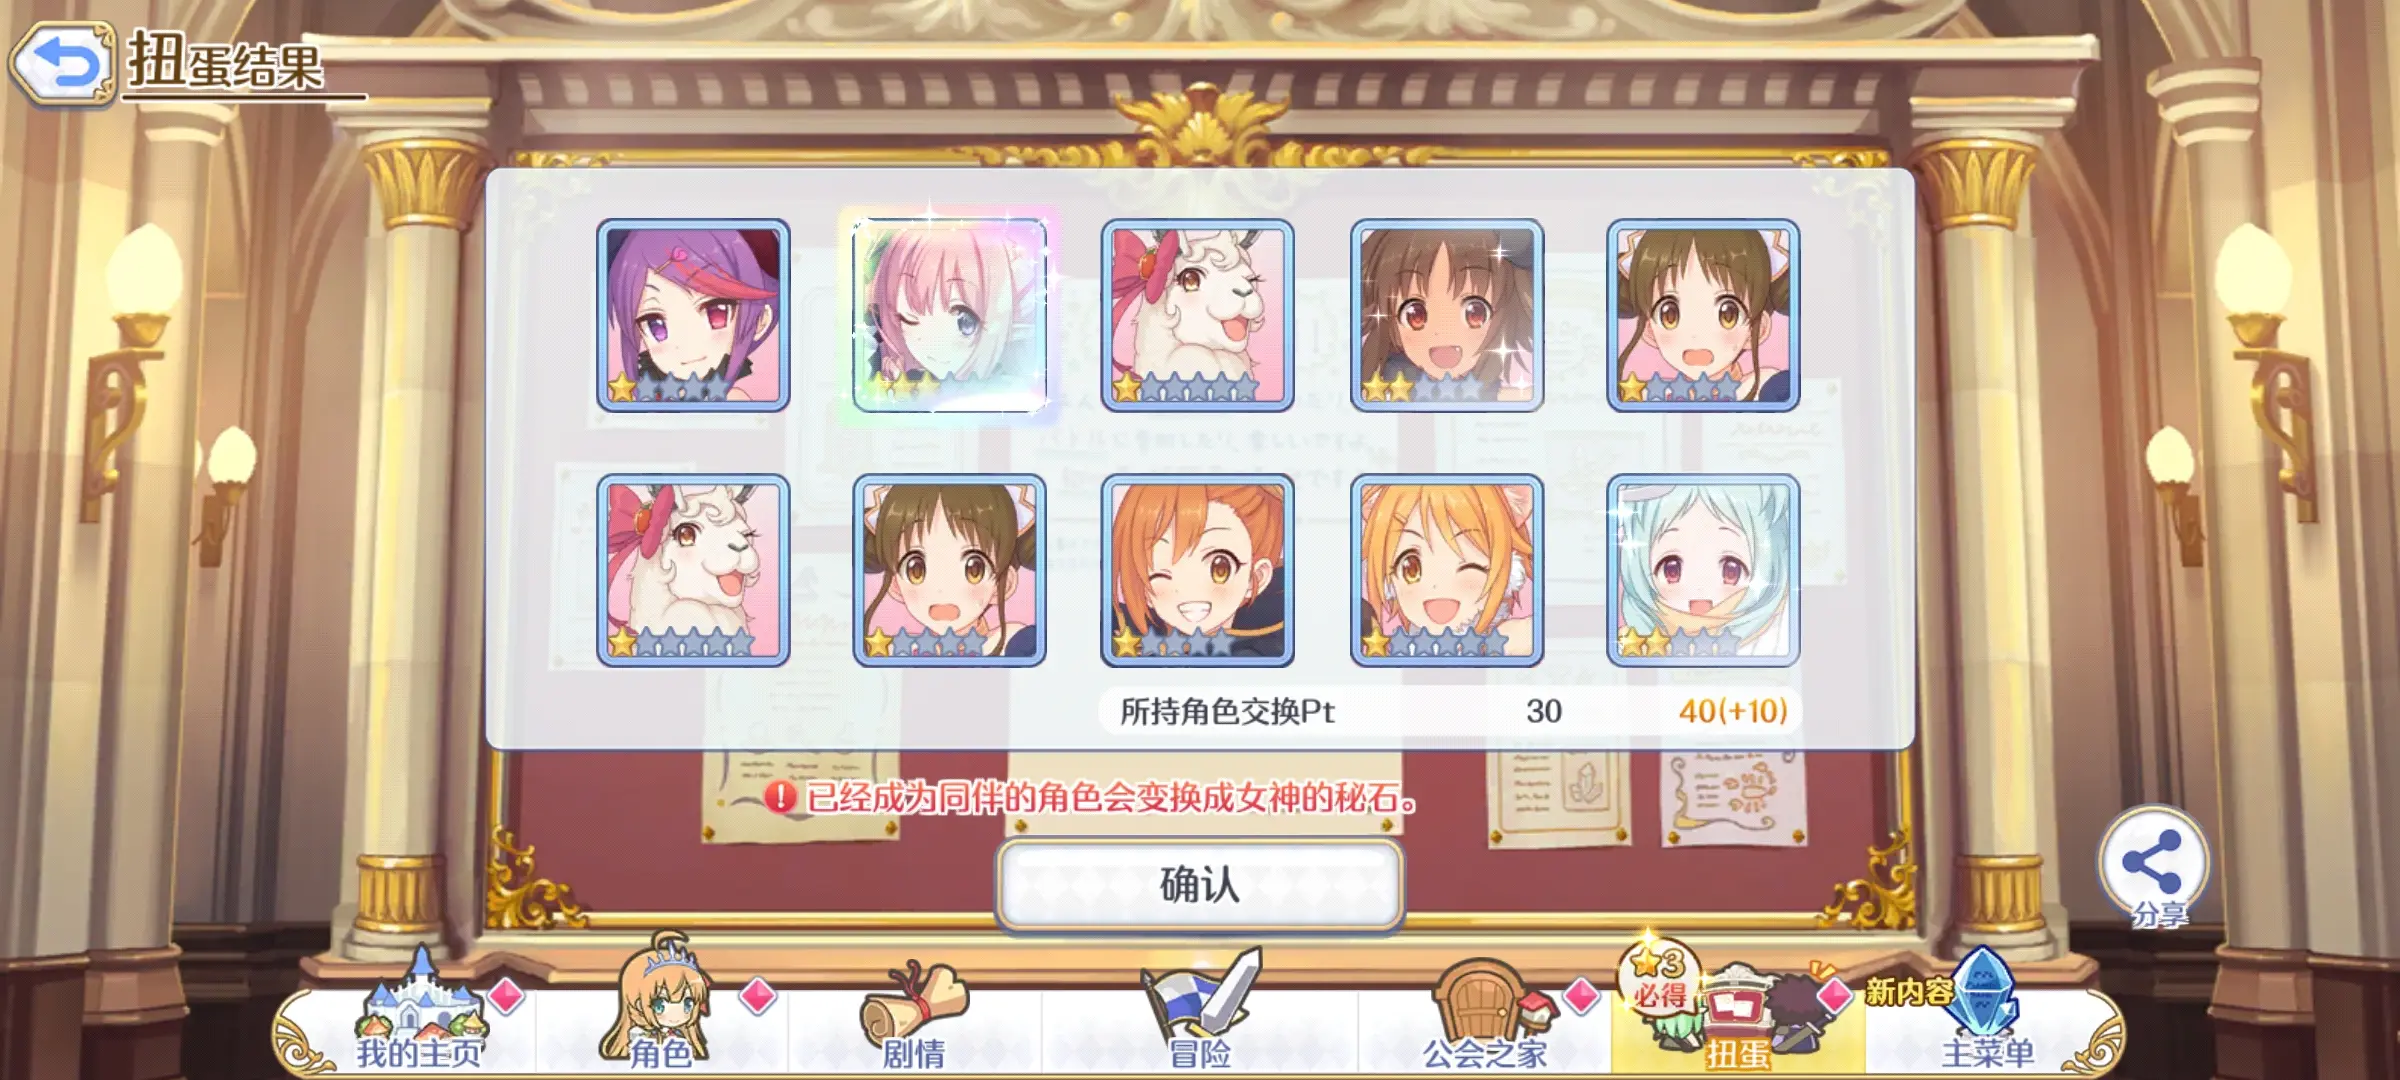 扭蛋结果
所持角色交换Pt 30 40(+10)
已经成为同伴的角色会变换成女神的秘石。
确认
分享
3
必得
新内容
我的主页
角色
剧情
冒险
公会之家
扭蛋
主菜单